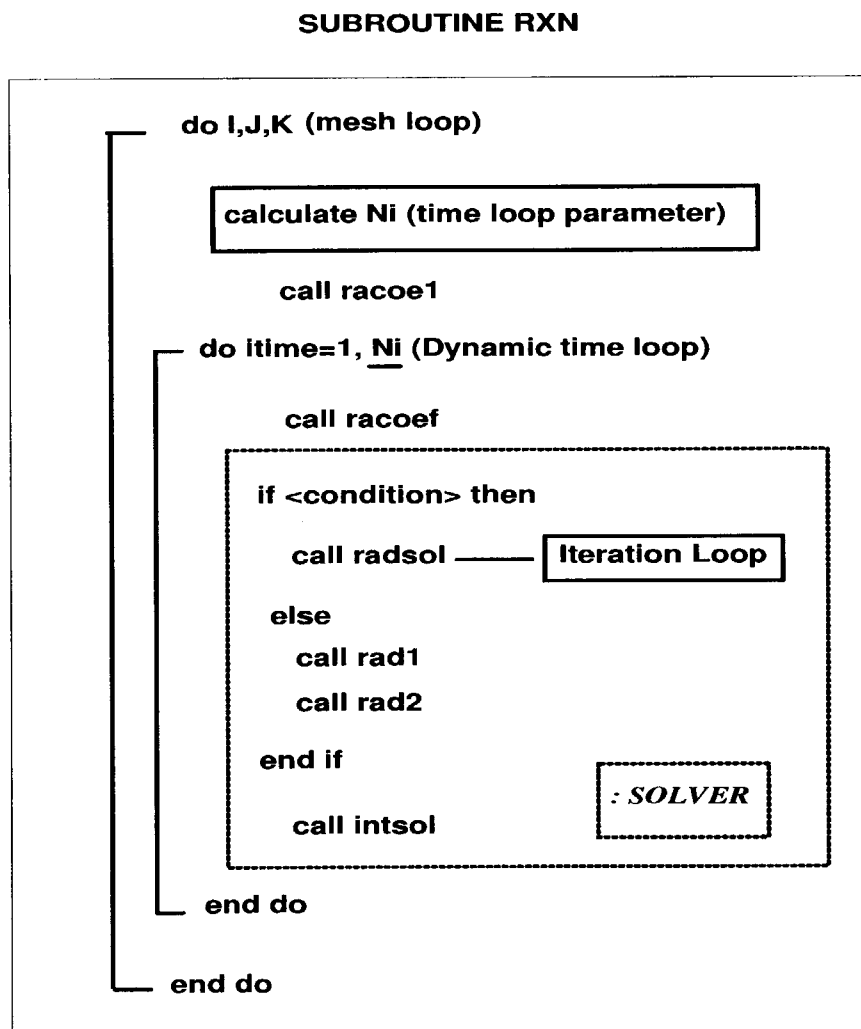 SUBROUTINE RXN
do I,J,K (mesh loop)
calculate Ni (time loop parameter)
call racoe1
do itime=1, Ni (Dynamic time loop)
call racoef
if <condition> then
call radsol
Iteration Loop
else
call rad1
call rad2
end if
: SOLVER
call intsol
end do
end do